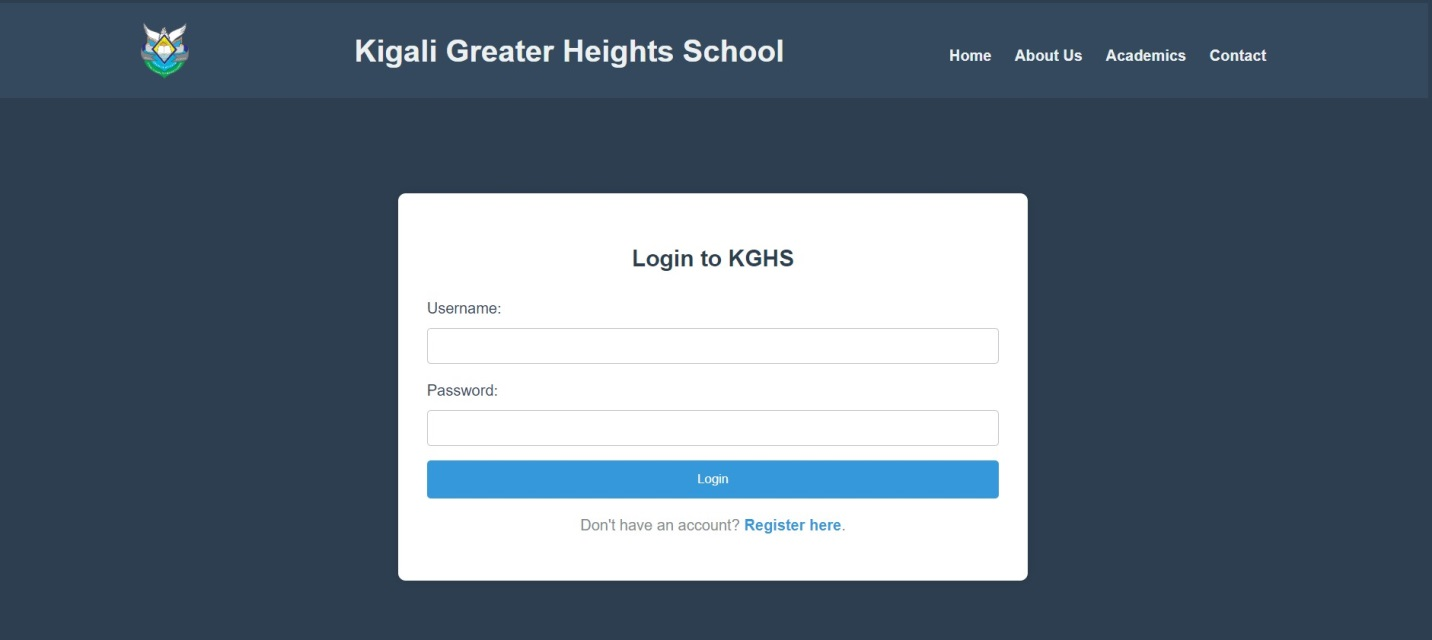 Kigali Greater Heights School
Home About Us Academics Contact
Login to KGHS
Username:
Password:
Login
Don't have an account? Register here.